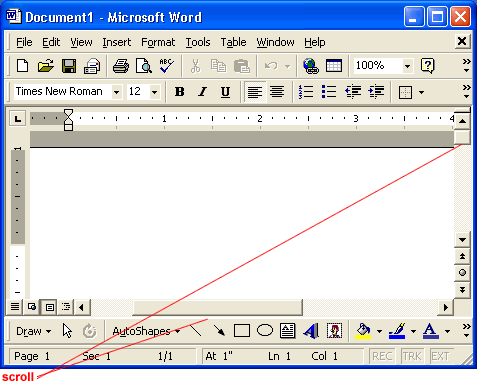 Document1 - Microsoft Word
File Edit View Insert Format Tools Table Window Help
ABC 100%
Times New Roman 12 B I U
L 1 2 3 4
Draw AutoShapes A A
Page 1 Sec 1 1/1 At 1" Ln 1 Col 1 REC TRK EXT
scroll